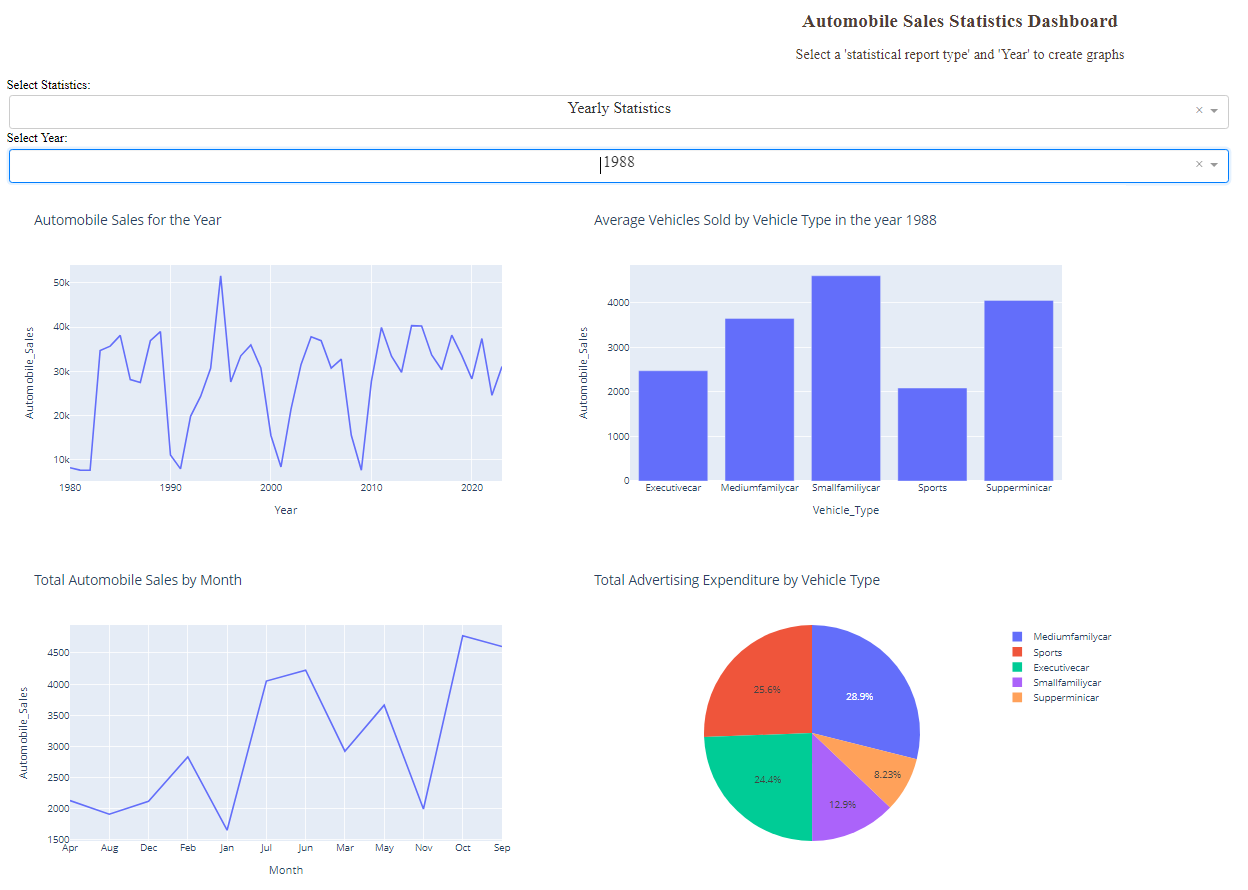 Automobile Sales Statistics Dashboard
Select a 'statistical report type' and 'Year' to create graphs
Select Statistics:
Yearly Statistics
Select Year:
1988
Automobile Sales for the Year
50k
40k
30k
20k
10k
1980 1990 2000 2010 2020
Year
Automobile_Sales
Average Vehicles Sold by Vehicle Type in the year 1988
4000
3000
2000
1000
0
Executivecar Mediumfamilycar Smallfamiliycar Sports Supperminicar
Vehicle_Type
Automobile_Sales
Total Automobile Sales by Month
4500
4000
3500
3000
2500
2000
1500
Apr Aug Dec Feb Jan Jul Jun Mar May Nov Oct Sep
Month
Automobile_Sales
Total Advertising Expenditure by Vehicle Type
28.9%
25.6%
24.4%
12.9%
8.23%
Mediumfamilycar
Sports
Executivecar
Smallfamiliycar
Supperminicar